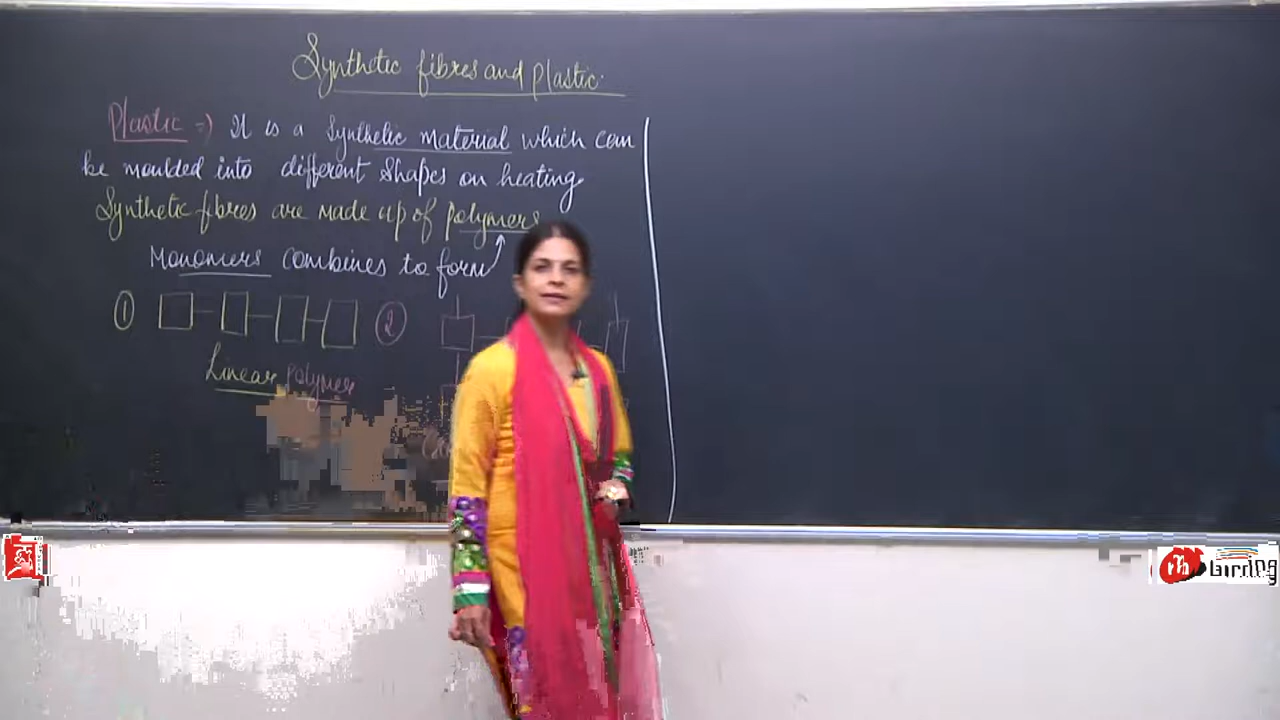 Synthetic fibres and Plastic.
Plastic => It is a synthetic material which can
be moulded into different shapes on heating
Synthetic fibres are made up of polymers
Monomers combines to form
1 2
Linear polymer